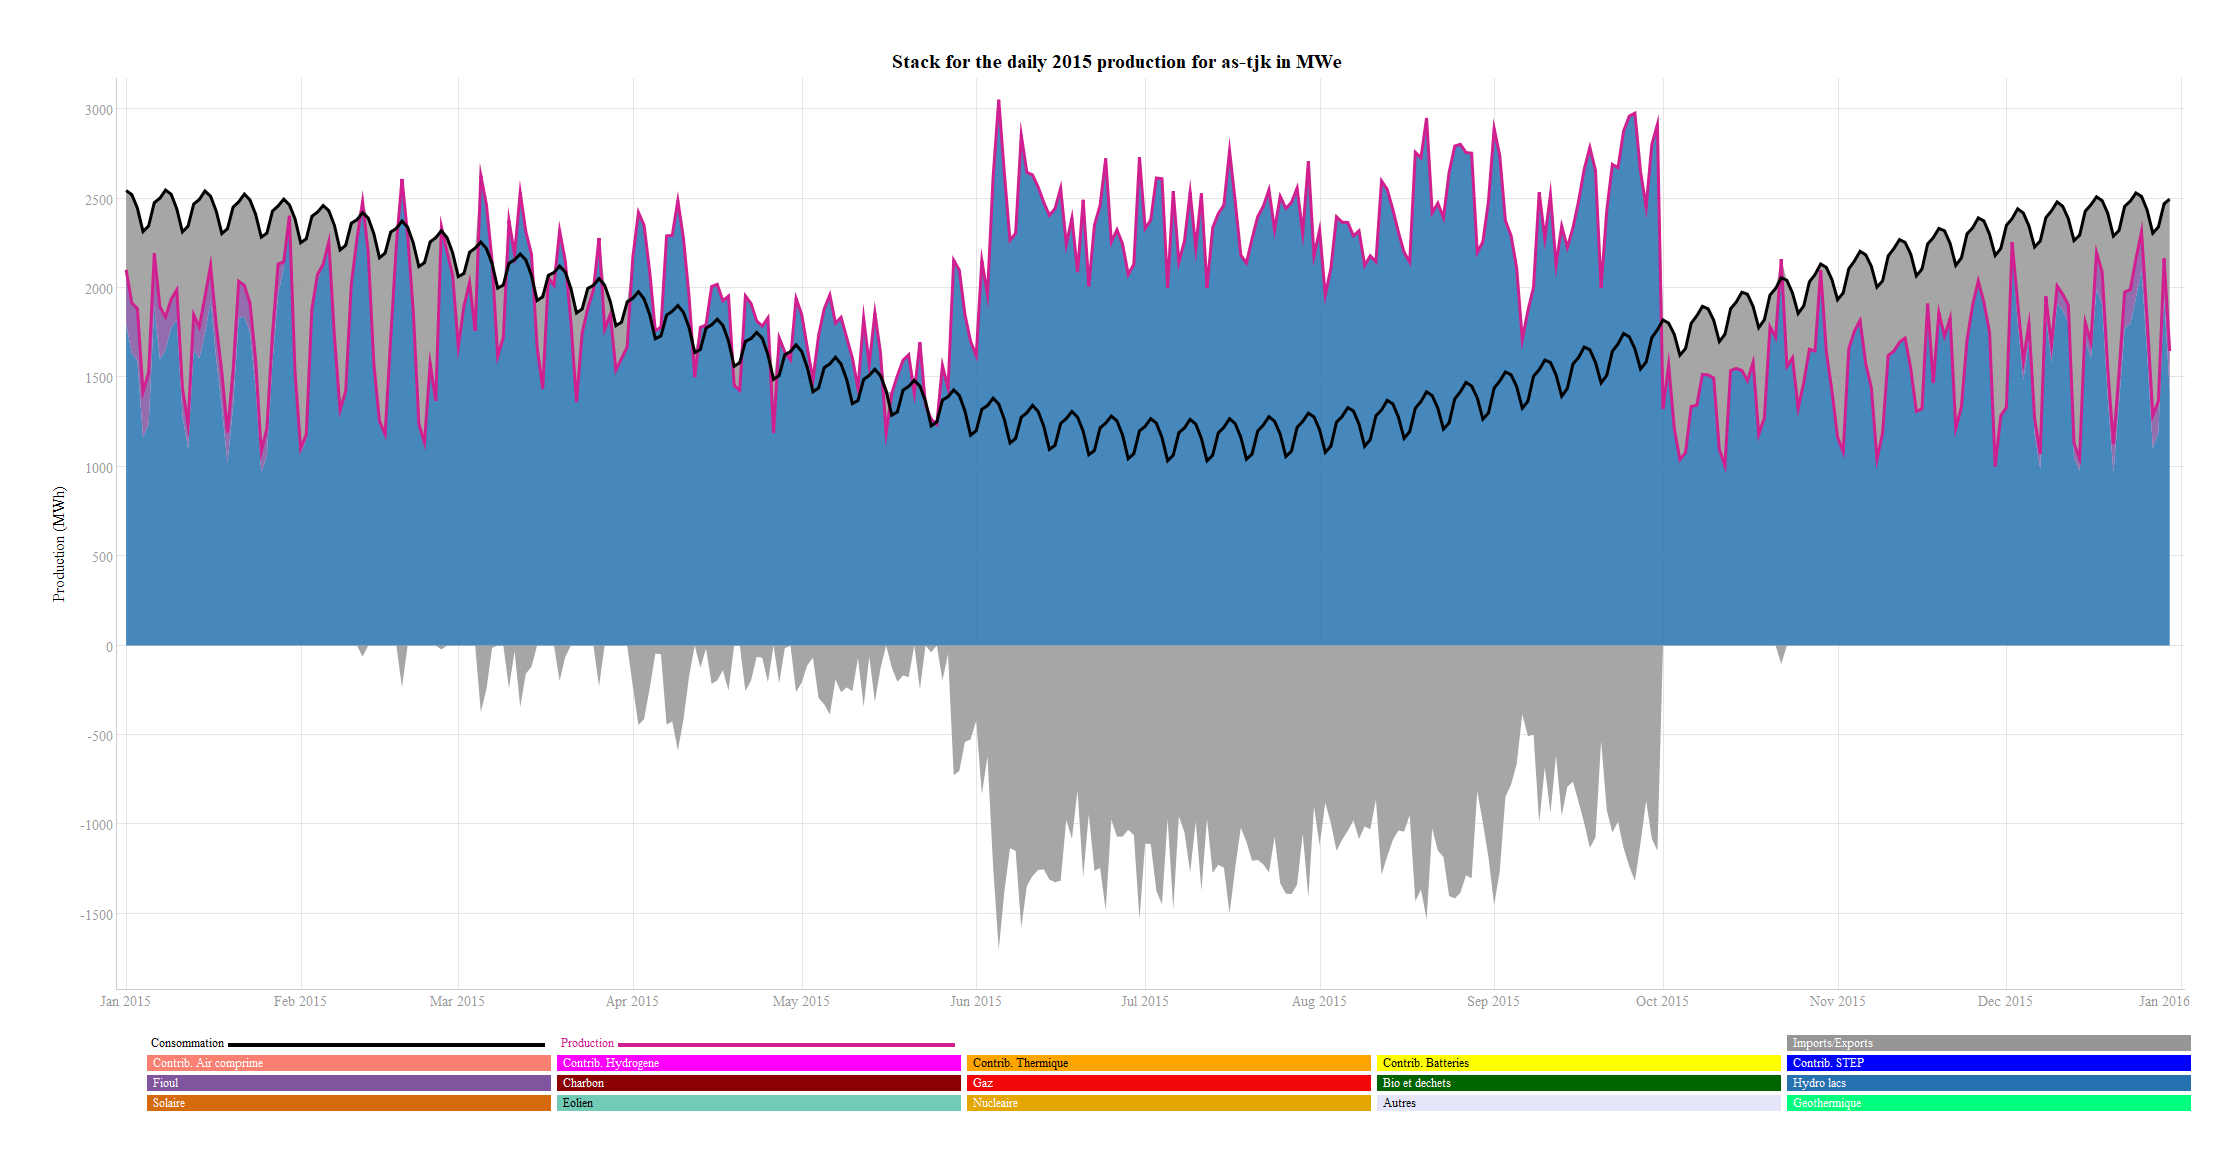 Stack for the daily 2015 production for as-tjk in MWe
3000
2500
2000
1500
1000
500
0
-500
-1000
-1500
Production (MWh)
Jan 2015 Feb 2015 Mar 2015 Apr 2015 May 2015 Jun 2015 Jul 2015 Aug 2015 Sep 2015 Oct 2015 Nov 2015 Dec 2015 Jan 2016
Consommation Production Imports/Exports
Contrib. Air comprime Contrib. Hydrogene Contrib. Thermique Contrib. Batteries Contrib. STEP
Fioul Charbon Gaz Bio et dechets Hydro lacs
Solaire Eolien Nucleaire Autres Geothermique